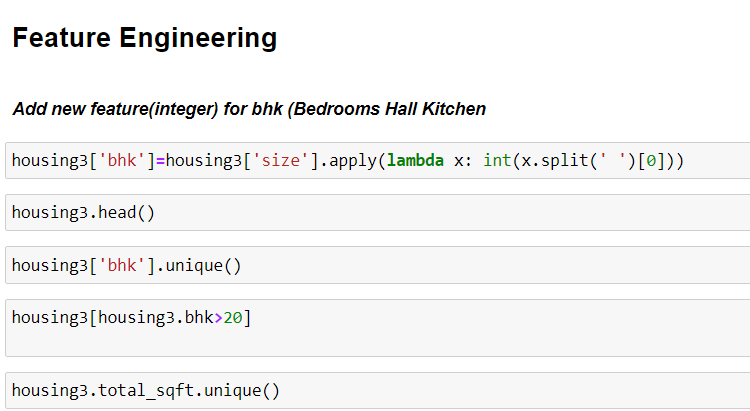 Feature Engineering
Add new feature(integer) for bhk (Bedrooms Hall Kitchen
housing3['bhk']=housing3['size'].apply(lambda x: int(x.split(' ')[0]))
housing3.head()
housing3['bhk'].unique()
housing3[housing3.bhk>20]
housing3.total_sqft.unique()